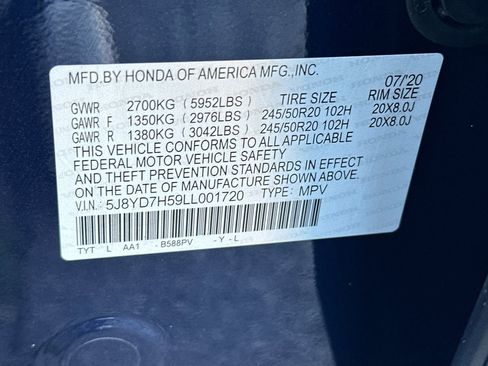 MFD.BY HONDA OF AMERICA MFG.,INC. 07/20
GVWR 2700KG (5952LBS) TIRE SIZE RIM SIZE
GAWR F 1350KG (2976LBS) 245/50R20 102H 20X8.0J
GAWR R 1380KG (3042LBS) 245/50R20 102H 20X8.0J
THIS VEHICLE CONFORMS TO ALL APPLICABLE
FEDERAL MOTOR VEHICLE SAFETY
AND THEFT PREVENTION STANDARDS IN EFFECT
ON THE DATE OF MANUFACTURE SHOWN ABOVE.
V.I.N.: 5J8YD7H59LL001720 TYPE: MPV
TYT L AA1 - B588PV - Y - L